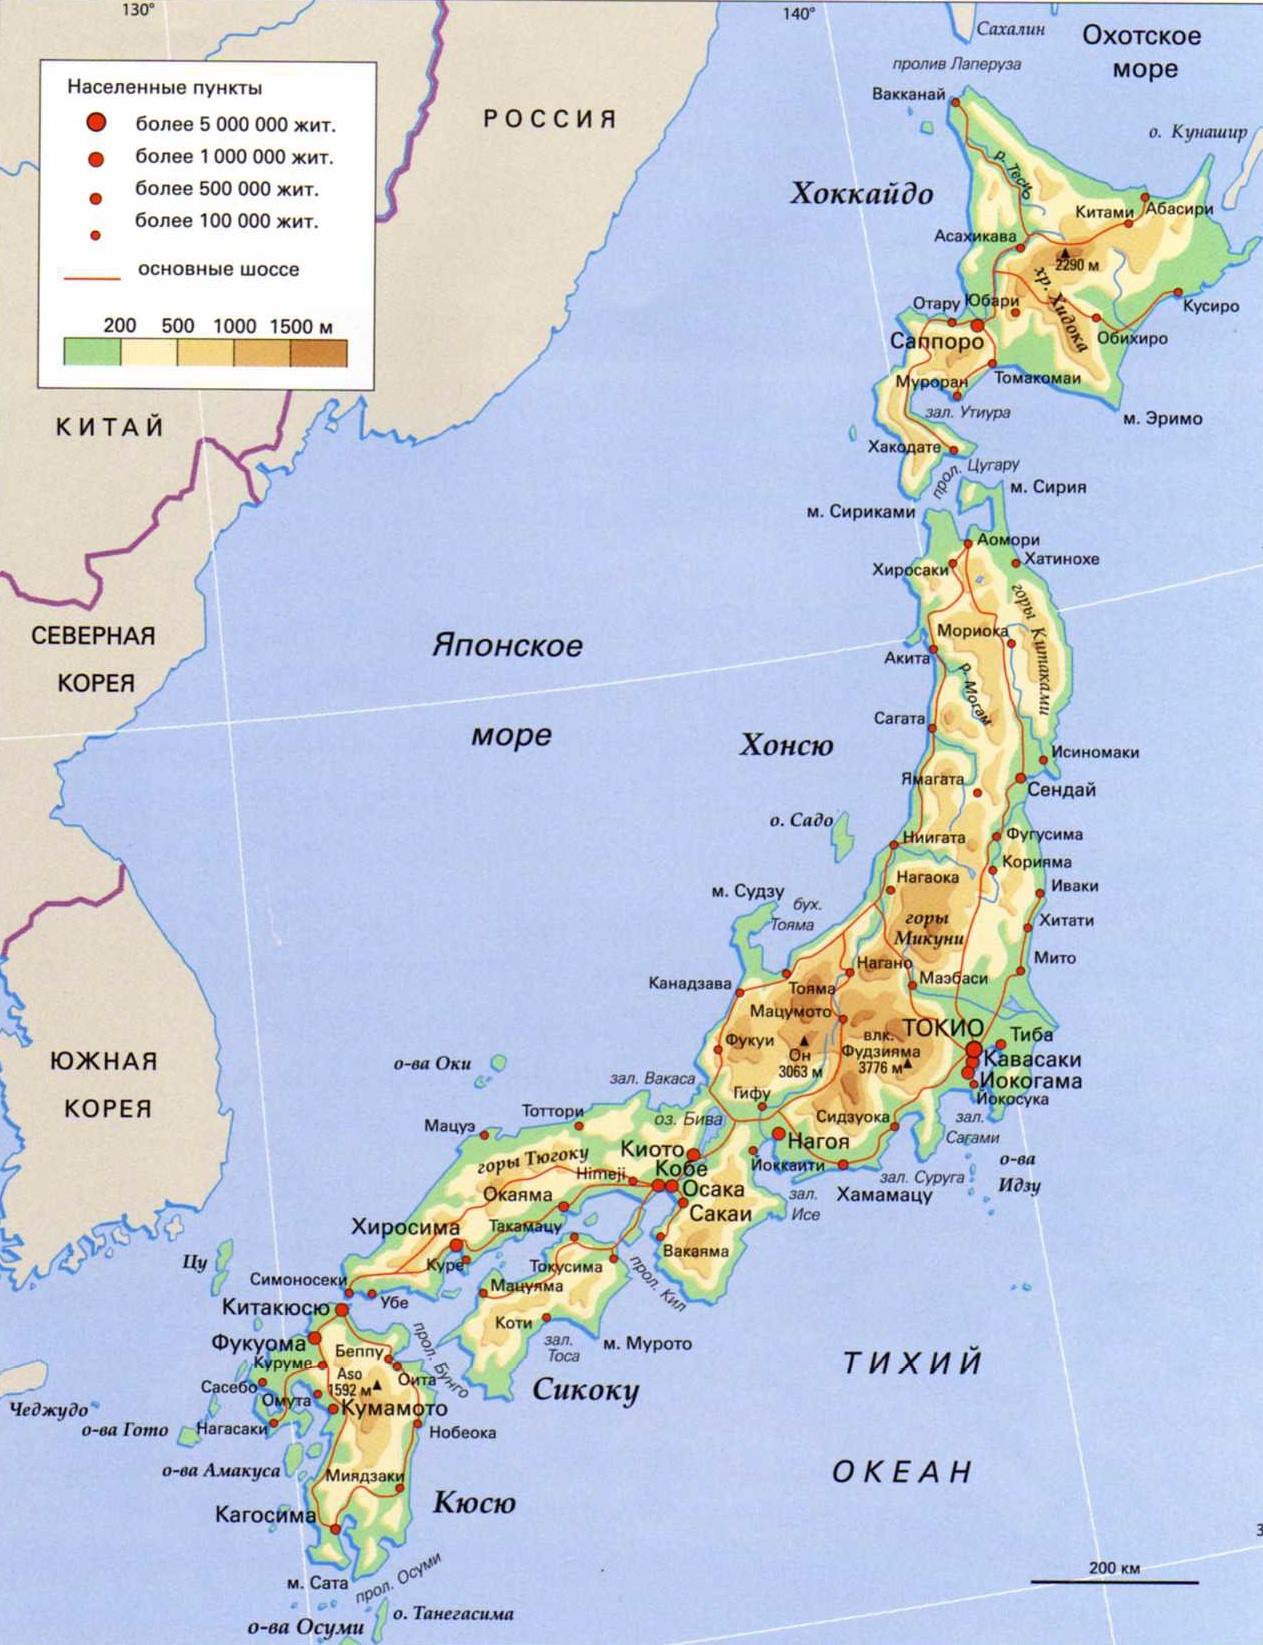 130°
140°
Сахалин
Охотское
море
пролив Лаперуза
Населенные пункты
более 5 000 000 жит.
более 1 000 000 жит.
более 500 000 жит.
более 100 000 жит.
основные шоссе
200 500 1000 1500 м
РОССИЯ
Вакканай
о. Кунашир
р. Тесио
Хоккайдо
Китами
Абасири
Асахикава
2290 м
хр. Хидока
Отару
Юбари
Кусиро
Саппоро
Обихиро
Муроран
Томакомаи
зал. Утиура
м. Эримо
КИТАЙ
Хакодате
прол. Цугару
м. Сирия
м. Сириками
Аомори
Хатинохе
Хиросаки
горы Китаками
СЕВЕРНАЯ
КОРЕЯ
Японское
море
Мориока
Акита
р. Могам
Сагата
Хонсю
Исиномаки
Ямагата
Сендай
о. Садо
Ниигата
Фугусима
Корияма
Нагаока
Иваки
м. Судзу
бух.
Тояма
горы
Микуни
Хитати
Мито
Нагано
Маэбаси
Канадзава
Тояма
Мацумото
ТОКИО
Тиба
Фукуи
Он
3063 м
влк.
Фудзияма
3776 м
Кавасаки
Иокогама
Йокосука
ЮЖНАЯ
КОРЕЯ
о-ва Оки
зал. Вакаса
Гифу
Тоттори
оз. Бива
Сидзуока
зал.
Сагами
Мацуэ
Киото
Нагоя
горы Тюгоку
Кобе
Йоккаити
о-ва
Идзу
Himeji
Осака
зал. Суруга
Окаяма
Сакаи
зал.
Исе
Хамамацу
Хиросима
Такамацу
Вакаяма
Цу
Куре
Токусима
прол. Кил
Симоносеки
Мацуяма
Убе
Китакюсю
Коти
зал.
Тоса
м. Мурото
Фукуома
прол. Бунго
Беппу
Куруме
Aso
1592 м
Оита
Сасебо
Омута
Сикоку
ТИХИЙ
ОКЕАН
Чеджудо
о-ва Гото
Нагасаки
Кумамото
Нобеока
о-ва Амакуса
Миядзаки
Кюсю
Кагосима
м. Сата
прол. Осуми
о-ва Осуми
о. Танегасима
200 км
3